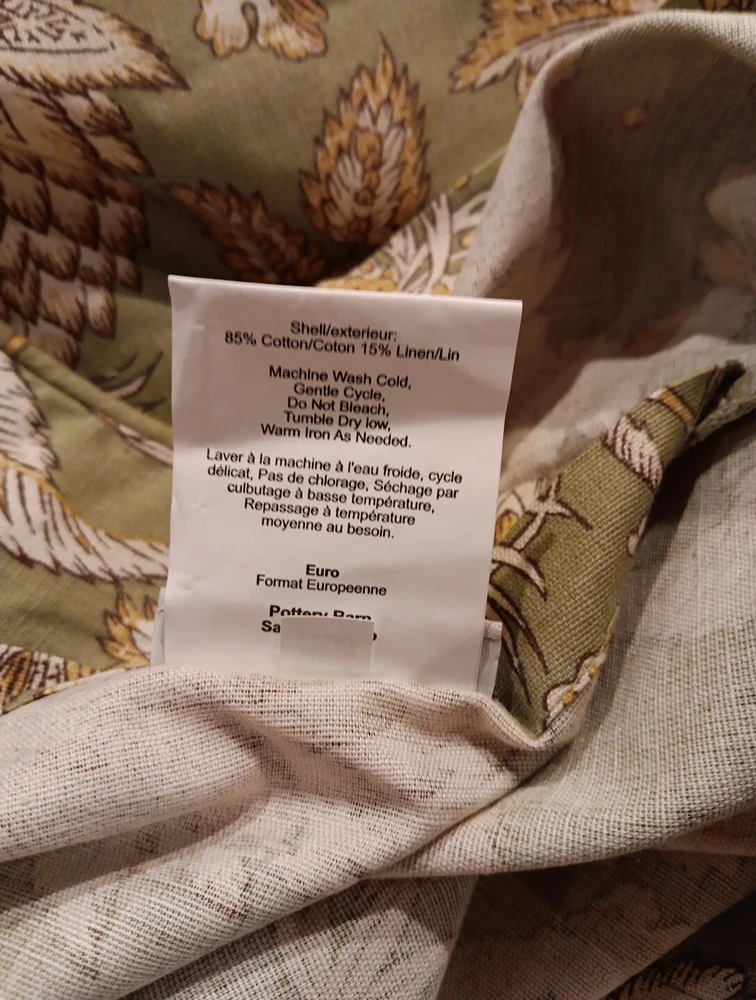 Shell/exterieur:
85% Cotton/Coton 15% Linen/Lin
Machine Wash Cold,
Gentle Cycle,
Do Not Bleach,
Tumble Dry low,
Warm Iron As Needed.
Laver à la machine à l'eau froide, cycle
délicat, Pas de chlorage, Séchage par
culbutage à basse température,
Repassage à température
moyenne au besoin.
Euro
Format Europeenne
Pottery Barn